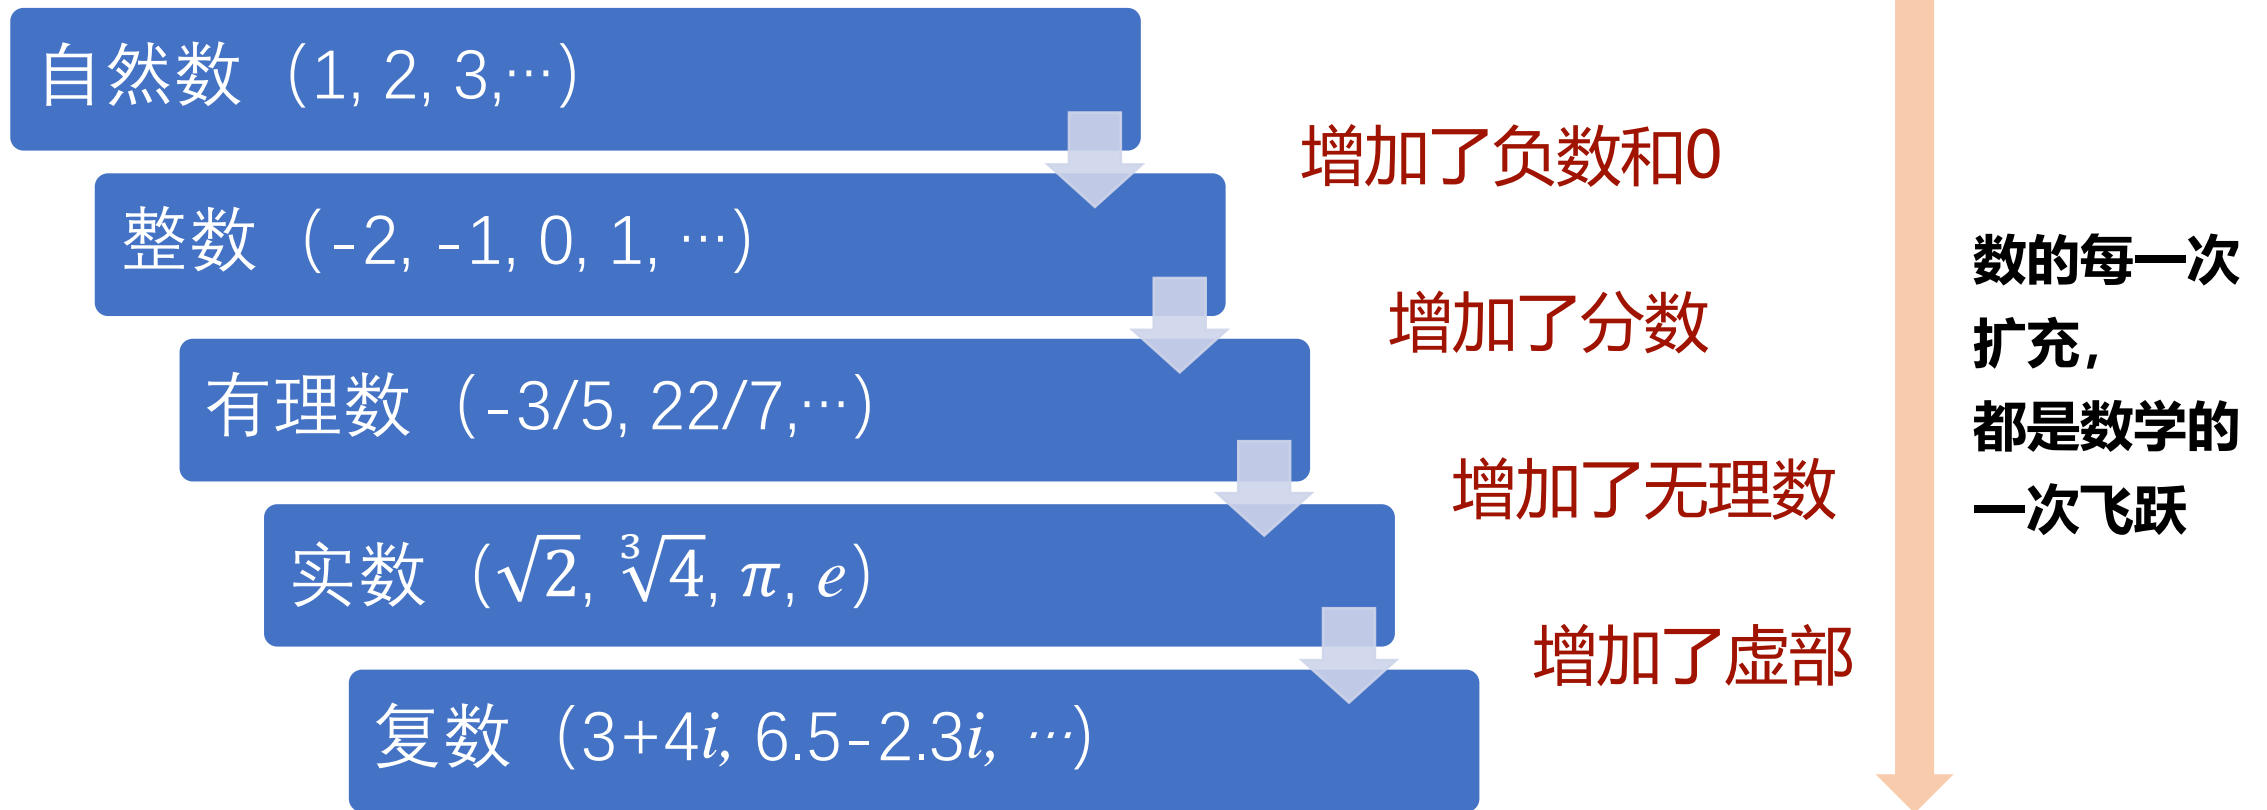 自然数（1, 2, 3,…）
增加了负数和0
整数（-2, -1, 0, 1, …）
增加了分数
有理数（-3/5, 22/7,…）
增加了无理数
实数（√2, ∛4, π, e）
增加了虚部
复数（3+4i, 6.5-2.3i, …）
数的每一次
扩充，
都是数学的
一次飞跃